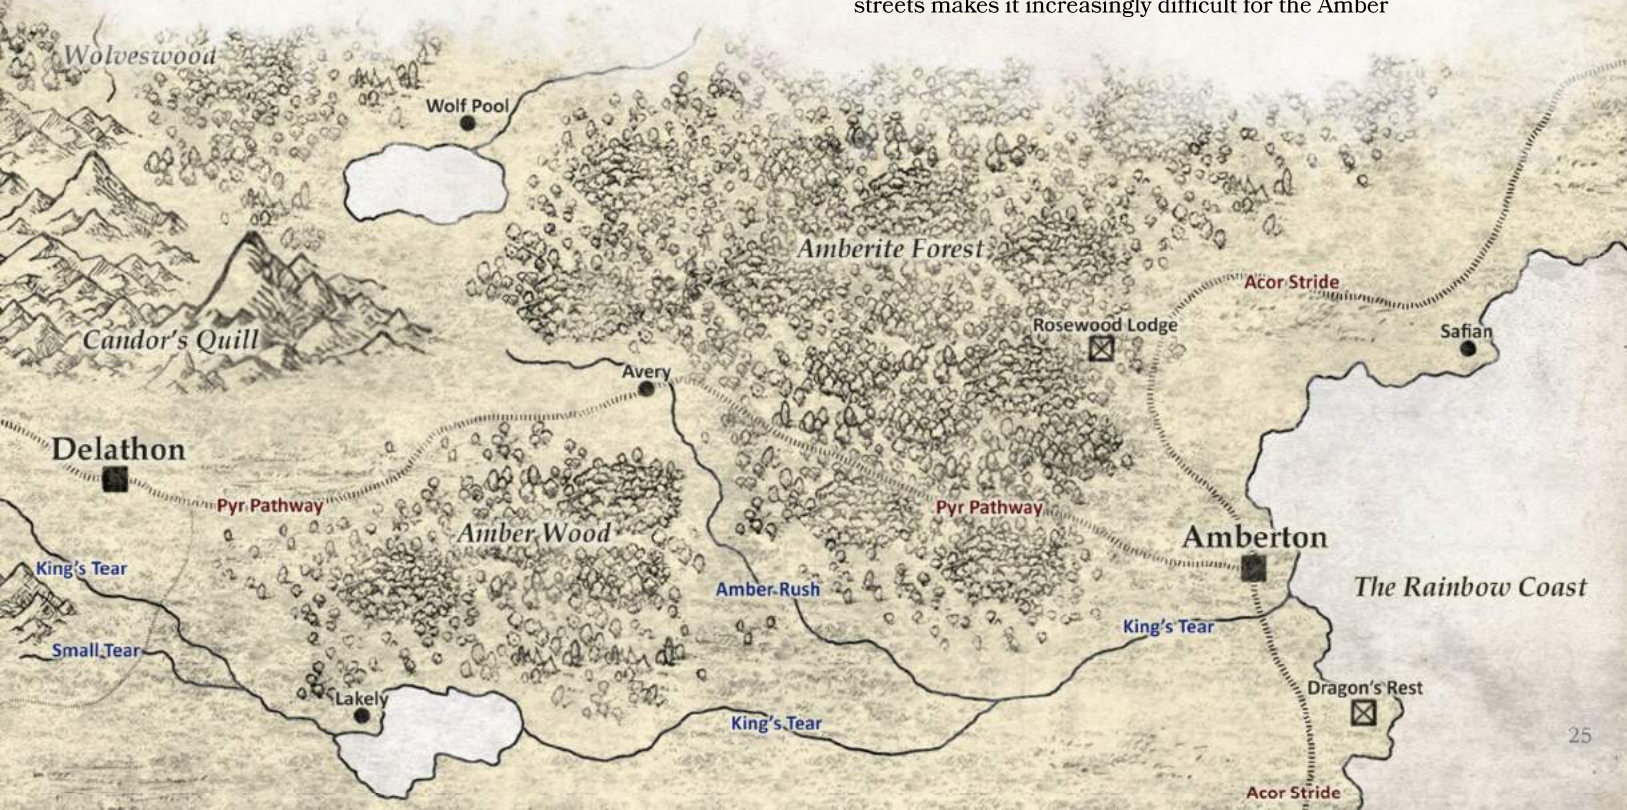 streets makes it increasingly difficult for the Amber
Wolveswood
Wolf Pool
Amberite Forest
Acor Stride
Rosewood Lodge
Safian
Candor's Quill
Avery
Delathon
Pyr Pathway
Pyr Pathway
Amber Wood
Amberton
King's Tear
Amber Rush
The Rainbow Coast
King's Tear
Small Tear
Dragon's Rest
Lakely
King's Tear
25
Acor Stride